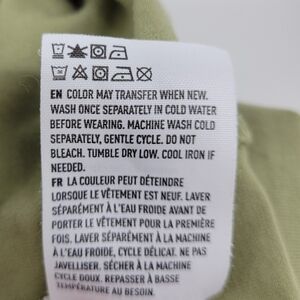 EN COLOR MAY TRANSFER WHEN NEW.
WASH ONCE SEPARATELY IN COLD WATER
BEFORE WEARING. MACHINE WASH COLD
SEPARATELY, GENTLE CYCLE. DO NOT
BLEACH. TUMBLE DRY LOW. COOL IRON IF
NEEDED.
FR LA COULEUR PEUT DÉTEINDRE
LORSQUE LE VÊTEMENT EST NEUF. LAVER
SÉPARÉMENT À L'EAU FROIDE AVANT DE
PORTER LE VÊTEMENT POUR LA PREMIÈRE
FOIS. LAVER SÉPARÉMENT À LA MACHINE
À L'EAU FROIDE, CYCLE DÉLICAT. NE PAS
JAVELLISER. SÉCHER À LA MACHINE
CYCLE DOUX. REPASSER À BASSE
TEMPÉRATURE AU BESOIN.